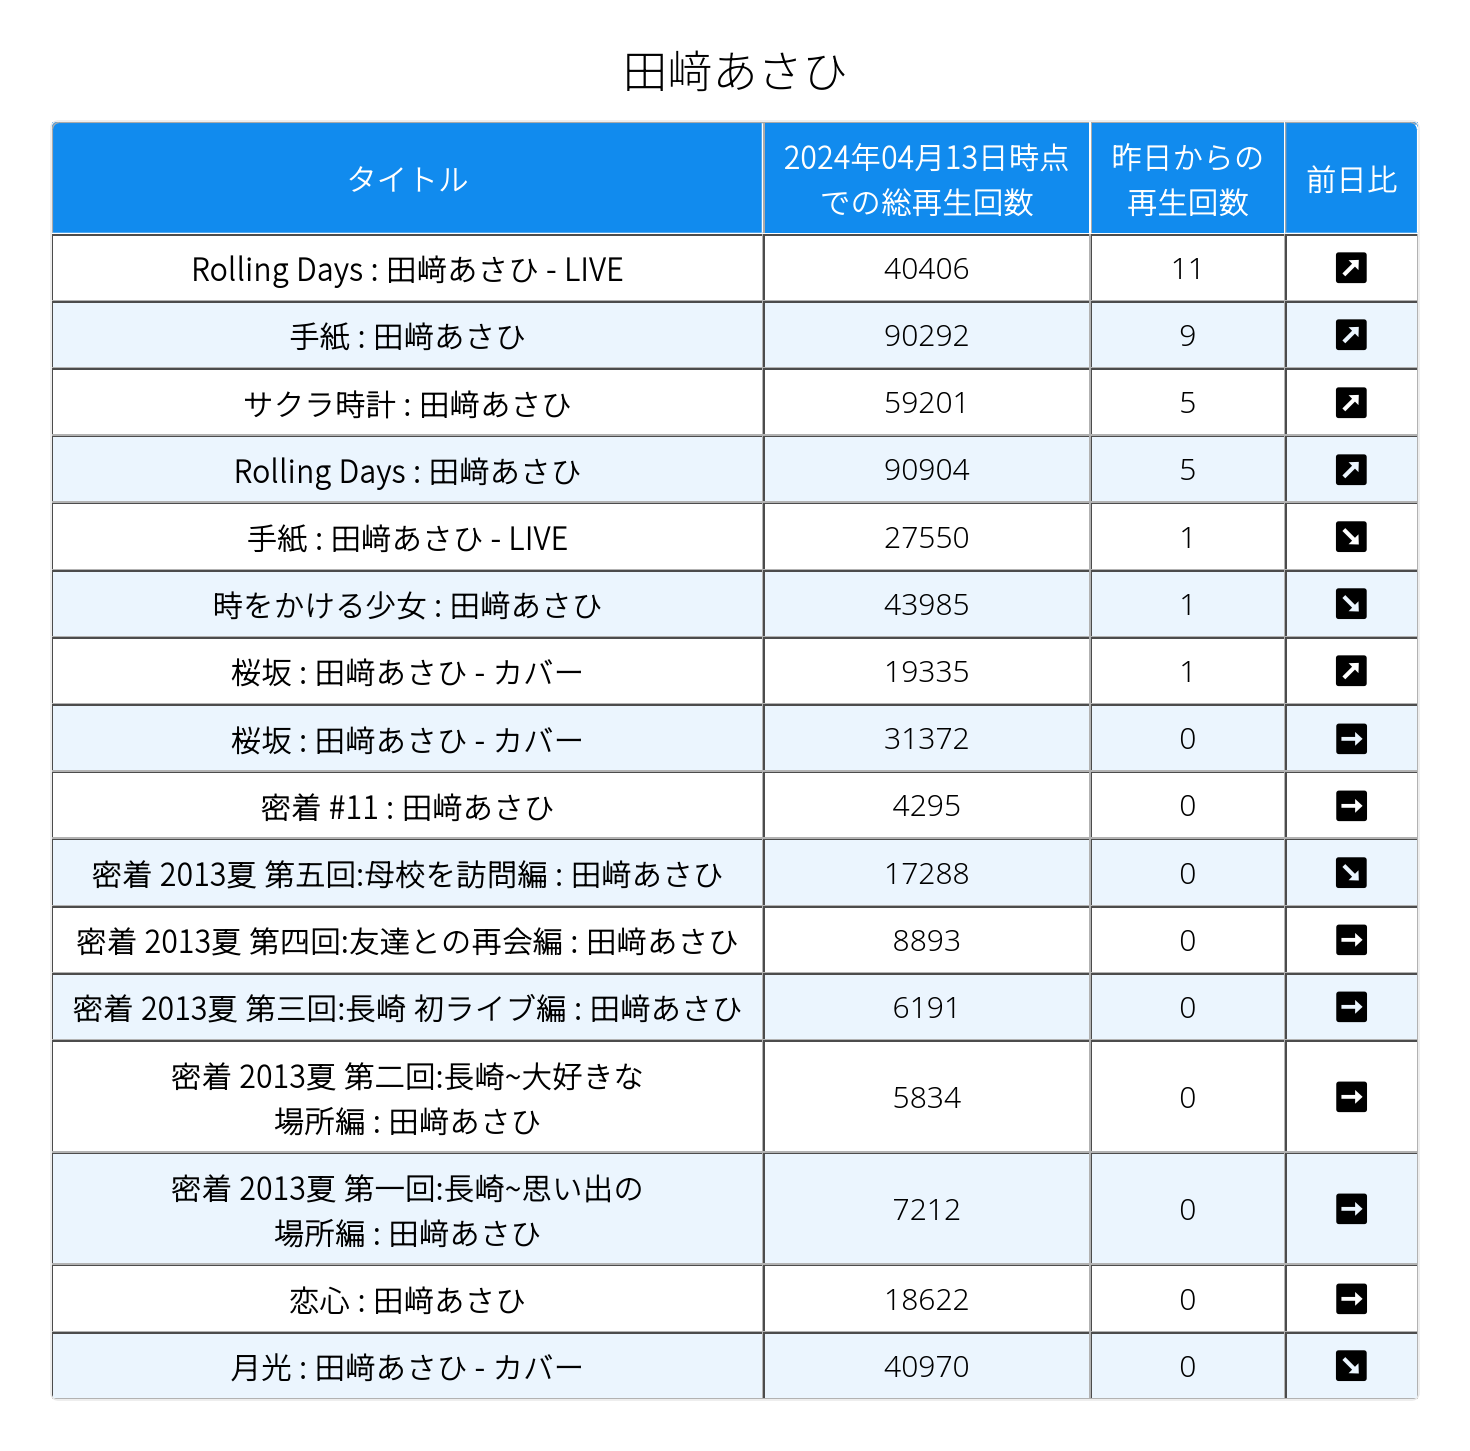 田﨑あさひ
タイトル
2024年04月13日時点
での総再生回数
昨日からの
再生回数
前日比
Rolling Days : 田﨑あさひ - LIVE 40406 11 ↗
手紙 : 田﨑あさひ 90292 9 ↗
サクラ時計 : 田﨑あさひ 59201 5 ↗
Rolling Days : 田﨑あさひ 90904 5 ↗
手紙 : 田﨑あさひ - LIVE 27550 1 ↘
時をかける少女 : 田﨑あさひ 43985 1 ↘
桜坂 : 田﨑あさひ - カバー 19335 1 ↗
桜坂 : 田﨑あさひ - カバー 31372 0 →
密着 #11 : 田﨑あさひ 4295 0 →
密着 2013夏 第五回:母校を訪問編 : 田﨑あさひ 17288 0 ↘
密着 2013夏 第四回:友達との再会編 : 田﨑あさひ 8893 0 →
密着 2013夏 第三回:長崎 初ライブ編 : 田﨑あさひ 6191 0 →
密着 2013夏 第二回:長崎~大好きな
場所編 : 田﨑あさひ 5834 0 →
密着 2013夏 第一回:長崎~思い出の
場所編 : 田﨑あさひ 7212 0 →
恋心 : 田﨑あさひ 18622 0 →
月光 : 田﨑あさひ - カバー 40970 0 ↘